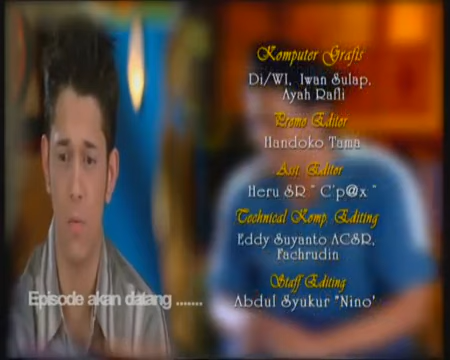 Komputer Grafis
Di/WI, Iwan Sulap,
Ayah Rafli
Promo Editor
Handoko Tama
Asst. Editor
Heru SR " C'p@x "
Technical Komp. Editing
Eddy Suyanto ACSR,
Fachrudin
Staff Editing
Abdul Syukur "Nino"
Episode akan datang .......